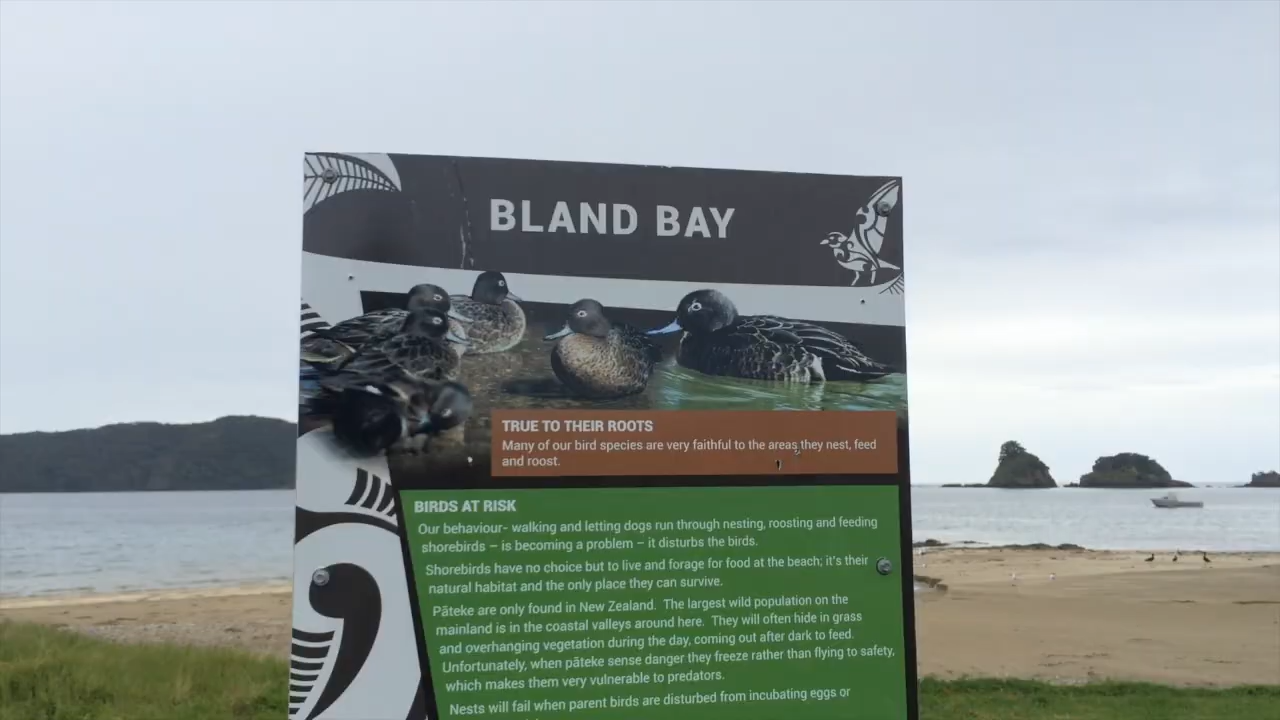 BLAND BAY
TRUE TO THEIR ROOTS
Many of our bird species are very faithful to the areas they nest, feed
and roost.
BIRDS AT RISK
Our behaviour- walking and letting dogs run through nesting, roosting and feeding
shorebirds – is becoming a problem – it disturbs the birds.
Shorebirds have no choice but to live and forage for food at the beach; it's their
natural habitat and the only place they can survive.
Pāteke are only found in New Zealand. The largest wild population on the
mainland is in the coastal valleys around here. They will often hide in grass
and overhanging vegetation during the day, coming out after dark to feed.
Unfortunately, when pāteke sense danger they freeze rather than flying to safety,
which makes them very vulnerable to predators.
Nests will fail when parent birds are disturbed from incubating eggs or